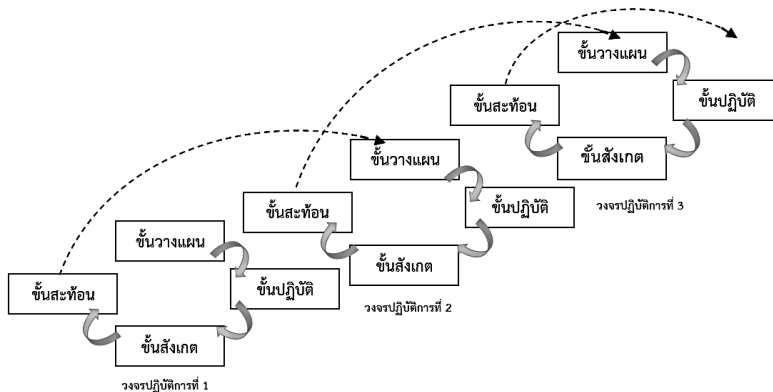 ขั้นวางแผน
ขั้นปฏิบัติ
ขั้นสังเกต
ขั้นสะท้อน
วงจรปฏิบัติการที่ 1
ขั้นวางแผน
ขั้นปฏิบัติ
ขั้นสังเกต
ขั้นสะท้อน
วงจรปฏิบัติการที่ 2
ขั้นวางแผน
ขั้นปฏิบัติ
ขั้นสังเกต
ขั้นสะท้อน
วงจรปฏิบัติการที่ 3